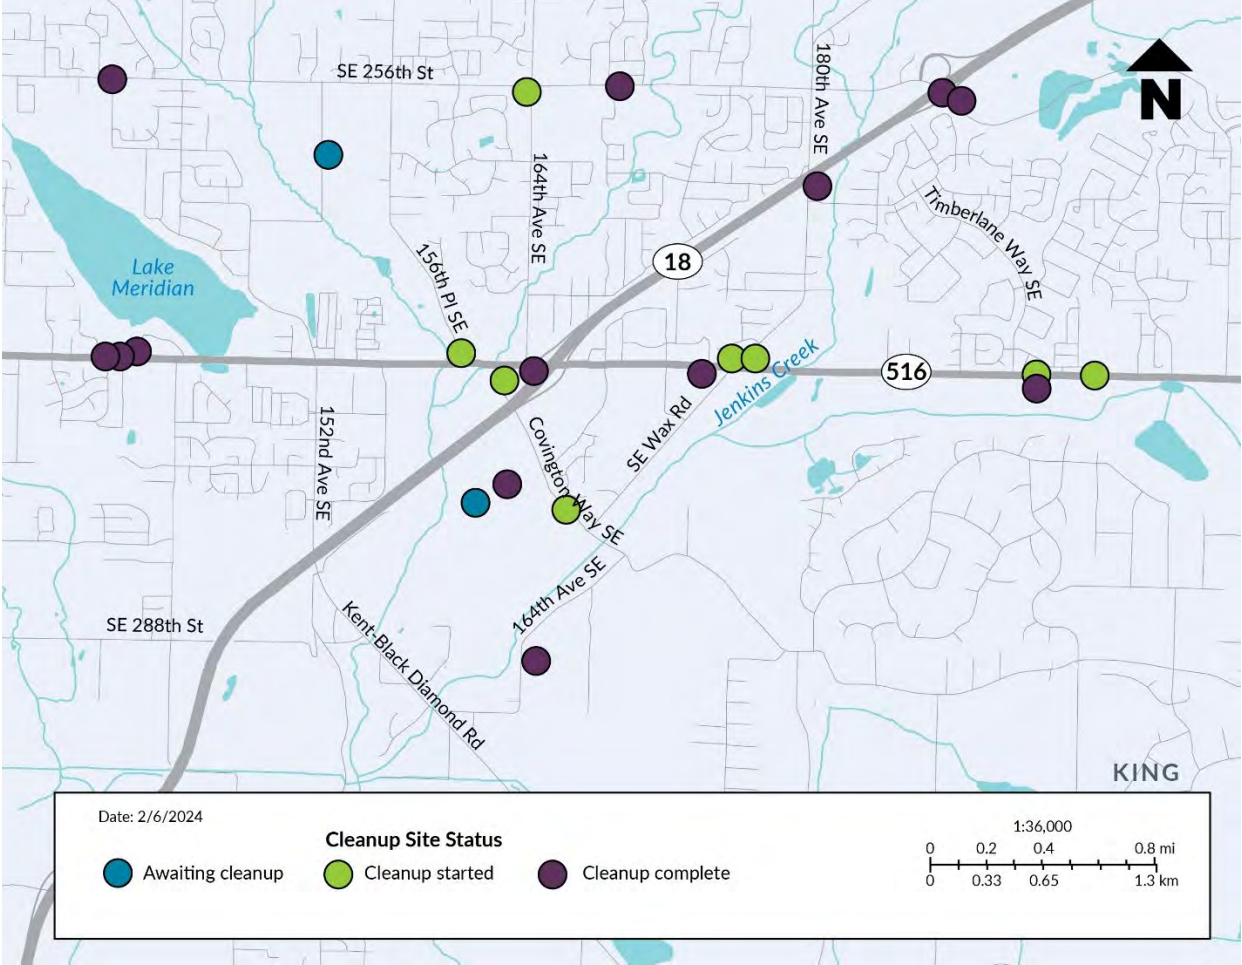 SE 256th St
180th Ave SE
N
164th Ave SE
Timberlane Way SE
156th Pl SE
18
Lake
Meridian
Jenkins Creek
516
152nd Ave SE
SE Wax Rd
Covington Way SE
164th Ave SE
SE 288th St
Kent-Black Diamond Rd
KING
Date: 2/6/2024
Cleanup Site Status
Awaiting cleanup
Cleanup started
Cleanup complete
1:36,000
0 0.2 0.4 0.8 mi
0 0.33 0.65 1.3 km